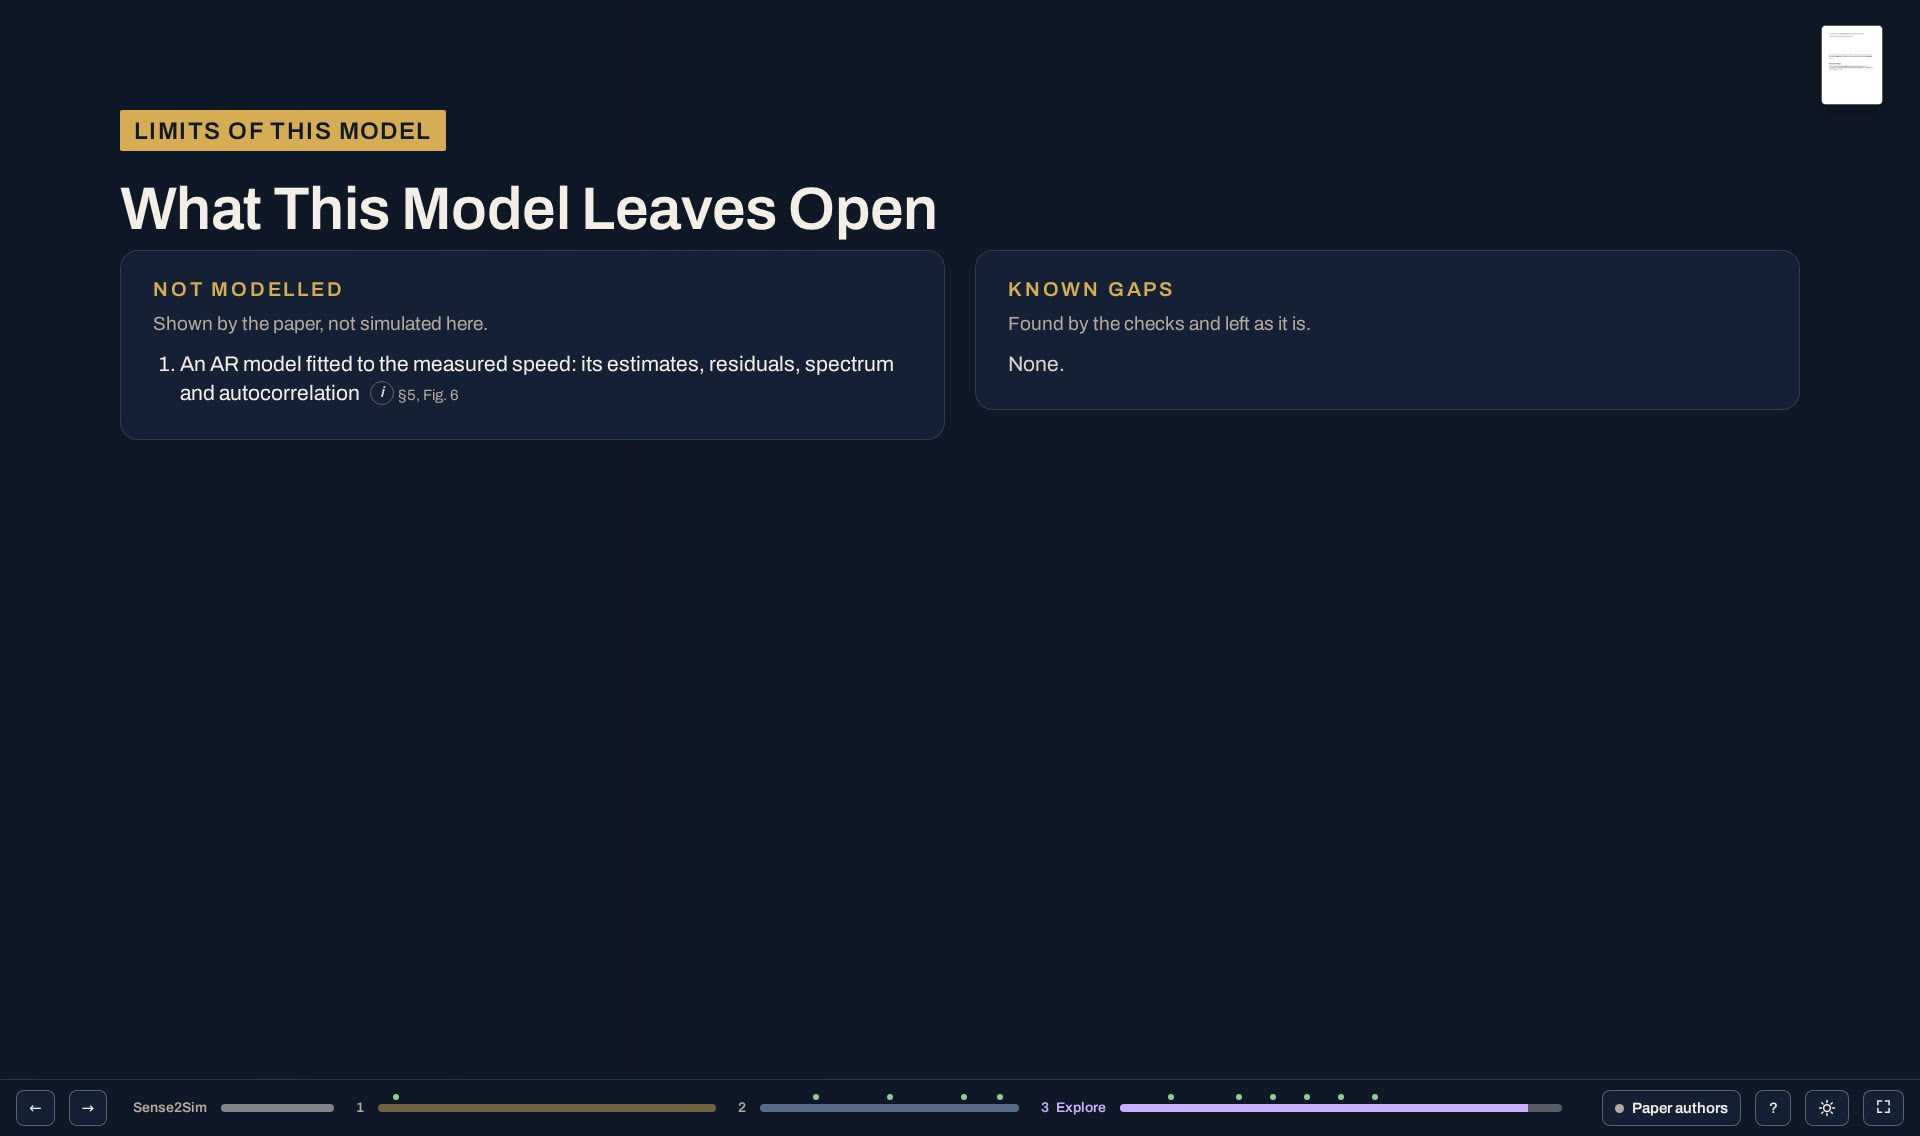 LIMITS OF THIS MODEL
What This Model Leaves Open
NOT MODELLED
Shown by the paper, not simulated here.
1. An AR model fitted to the measured speed: its estimates, residuals, spectrum
and autocorrelation i §5, Fig. 6
KNOWN GAPS
Found by the checks and left as it is.
None.
← → Sense2Sim 1 2 3 Explore Paper authors ?